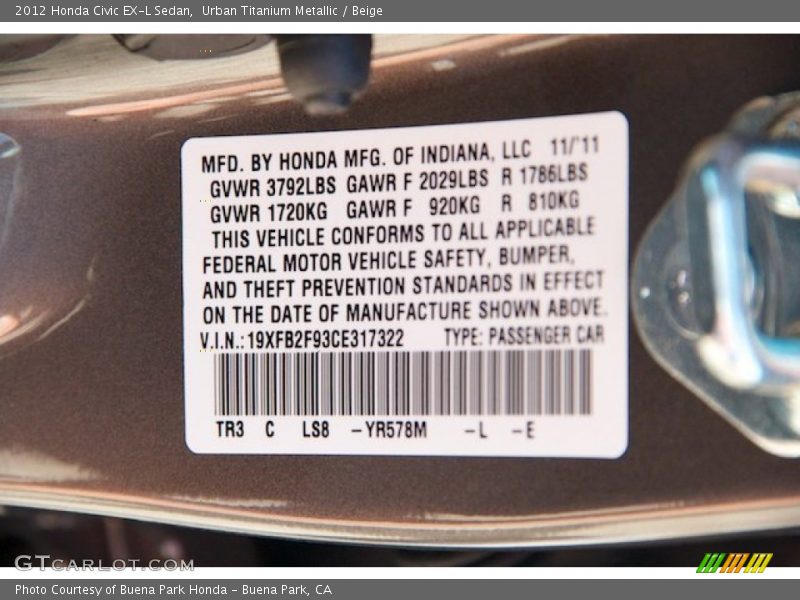 2012 Honda Civic EX-L Sedan,  Urban Titanium Metallic / Beige
MFD. BY HONDA MFG. OF INDIANA, LLC 11/'11
GVWR 3792LBS GAWR F 2029LBS R 1786LBS
GVWR 1720KG GAWR F 920KG R 810KG
THIS VEHICLE CONFORMS TO ALL APPLICABLE
FEDERAL MOTOR VEHICLE SAFETY, BUMPER,
AND THEFT PREVENTION STANDARDS IN EFFECT
ON THE DATE OF MANUFACTURE SHOWN ABOVE.
V.I.N.:19XFB2F93CE317322 TYPE: PASSENGER CAR
TR3 C LS8 -YR578M -L -E
GTCARLOT.COM
Photo Courtesy of Buena Park Honda - Buena Park, CA